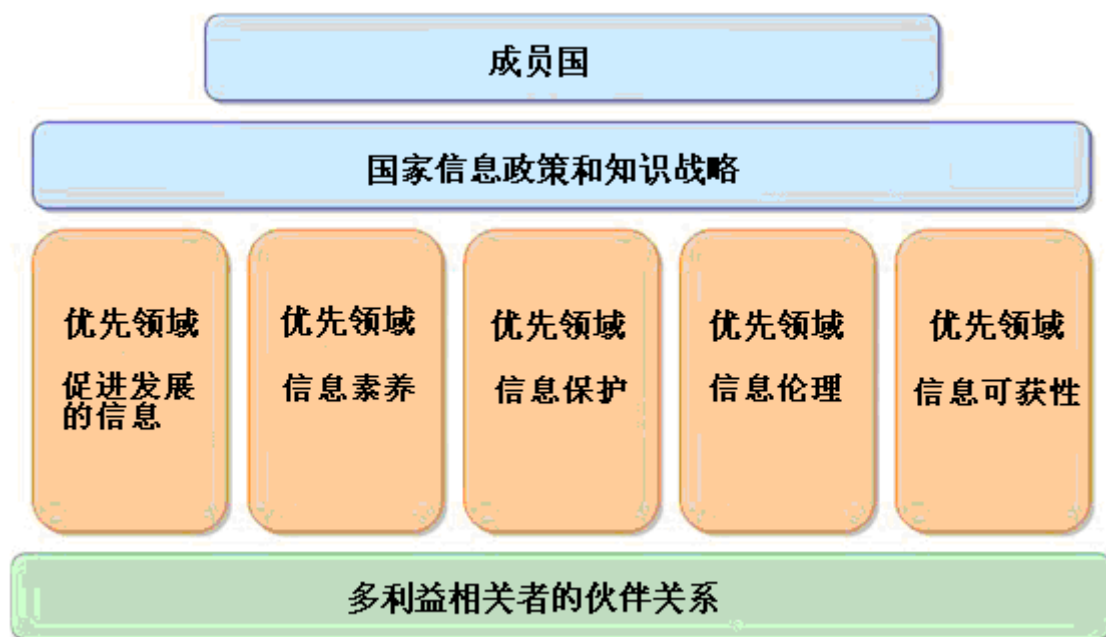 成员国
国家信息政策和知识战略
优先领域
促进发展
的信息
优先领域
信息素养
优先领域
信息保护
优先领域
信息伦理
优先领域
信息可获性
多利益相关者的伙伴关系